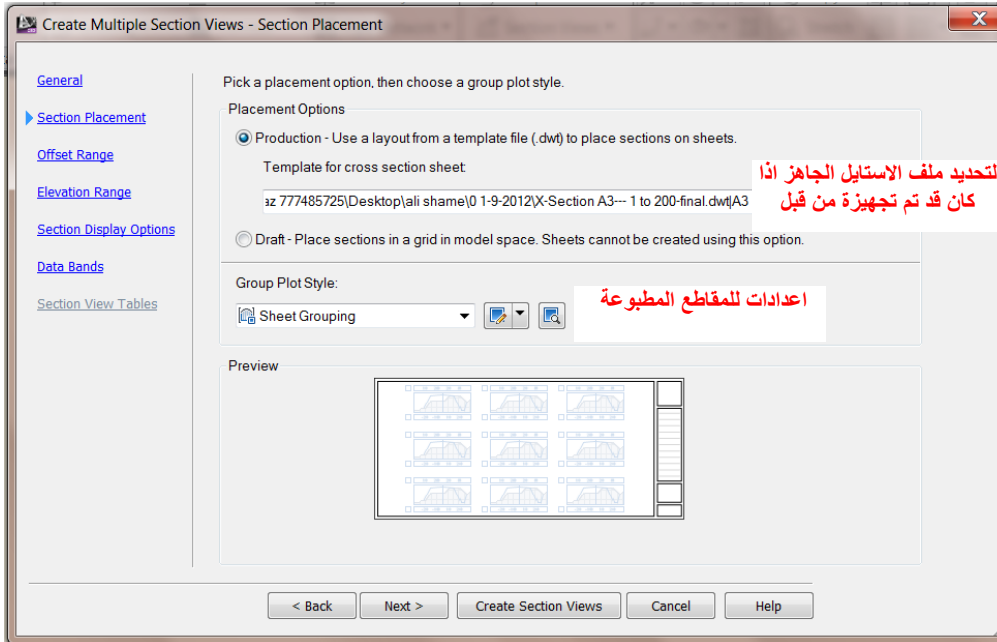 Create Multiple Section Views - Section Placement
General
Section Placement
Offset Range
Elevation Range
Section Display Options
Data Bands
Section View Tables
Pick a placement option, then choose a group plot style.
Placement Options
Production - Use a layout from a template file (.dwt) to place sections on sheets.
Template for cross section sheet:
az 777485725\Desktop\ali shame\0 1-9-2012\X-Section A3--- 1 to 200-final.dwt|A3
لتحديد ملف الاستايل الجاهز اذا
كان قد تم تجهيزة من قبل
Draft - Place sections in a grid in model space. Sheets cannot be created using this option.
Group Plot Style:
Sheet Grouping
اعدادات للمقاطع المطبوعة
Preview
< Back
Next >
Create Section Views
Cancel
Help